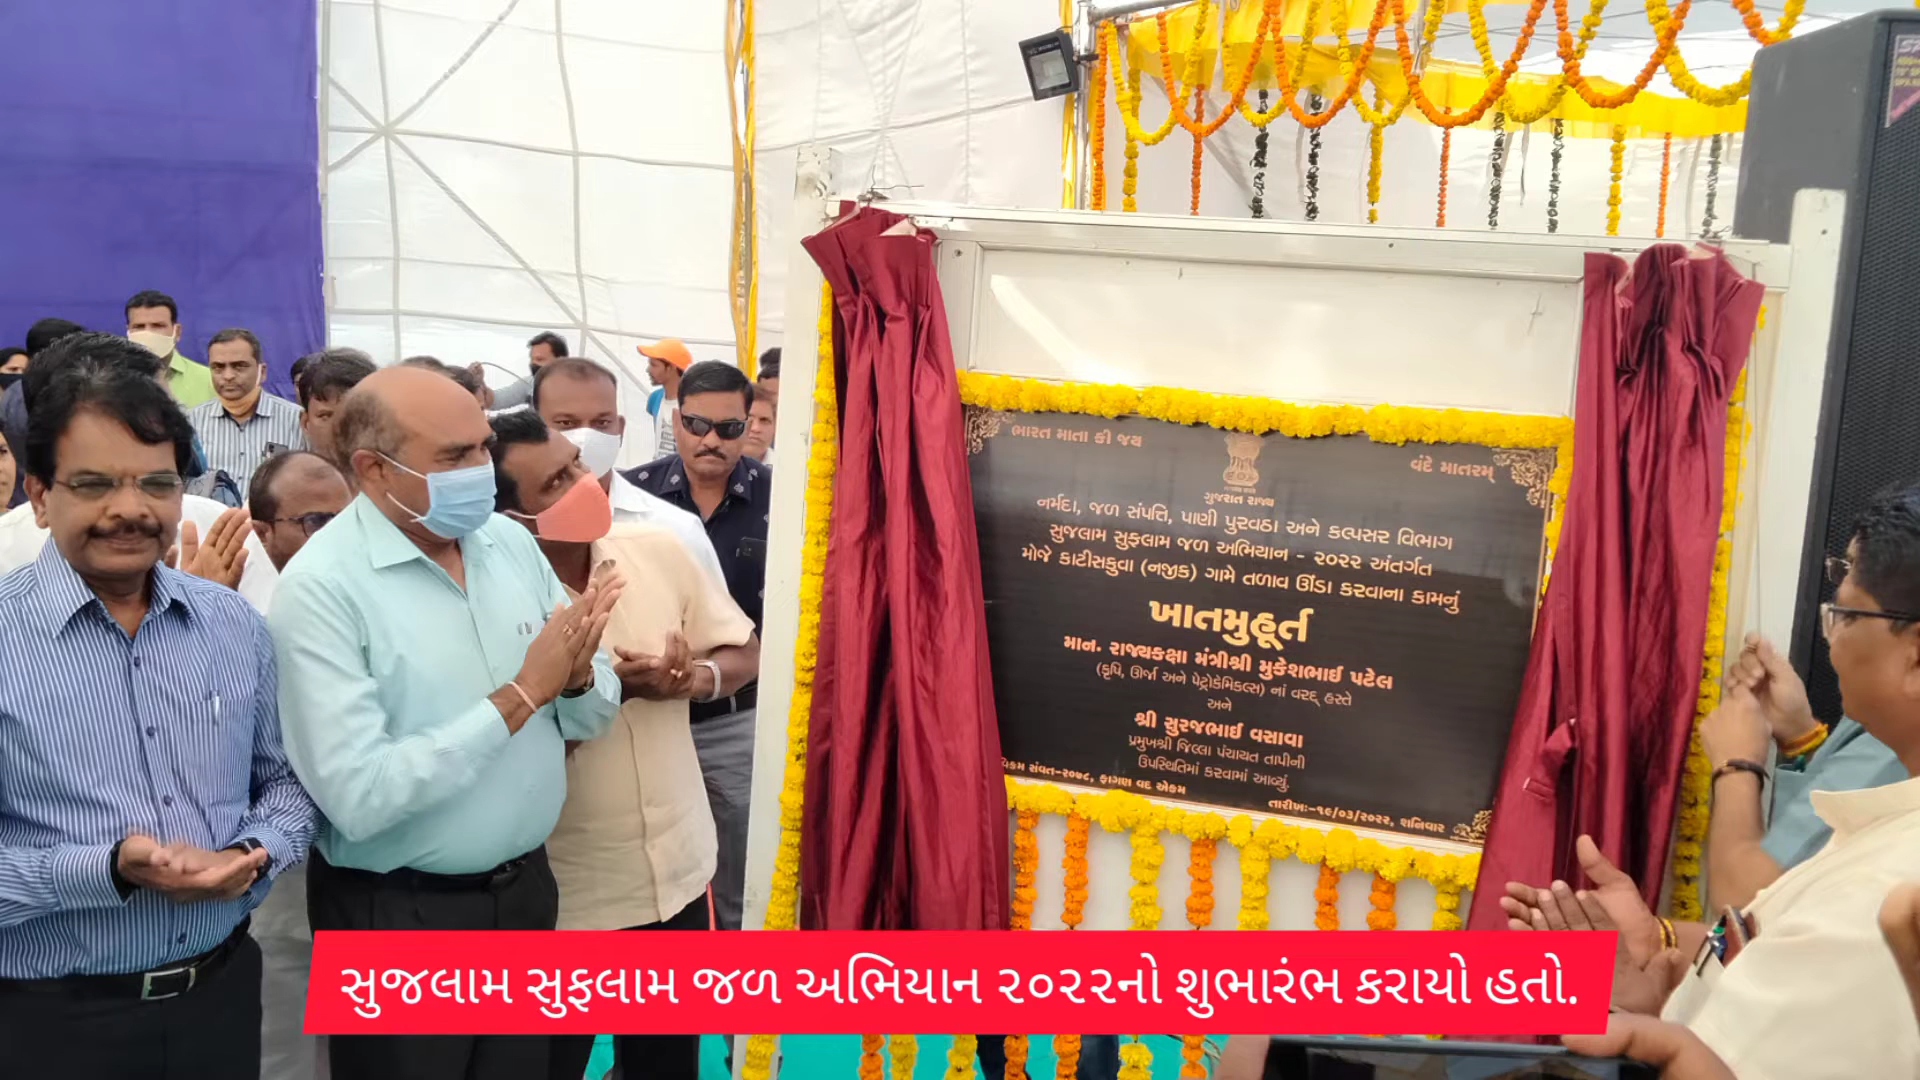 ભારત માતા કી જય
વંદે માતરમ્
ગુજરાત રાજ્ય
નર્મદા, જળ સંપત્તિ, પાણી પુરવઠા અને કલ્પસર વિભાગ
સુજલામ સુફલામ જળ અભિયાન - ૨૦૨૨ અંતર્ગત
મોજે કાટીસકુવા (નજીક) ગામે તળાવ ઊંડા કરવાના કામનું
ખાતમુહૂર્ત
માન. રાજ્યકક્ષા મંત્રીશ્રી મુકેશભાઈ પટેલ
(કૃષિ, ઊર્જા અને પેટ્રોકેમિકલ્સ) નાં વરદ્ હસ્તે
અને
શ્રી સુરજભાઈ વસાવા
પ્રમુખશ્રી જિલ્લા પંચાયત તાપીની
ઉપસ્થિતિમાં કરવામાં આવ્યું.
સંવત-૨૦૭૮, ફાગણ વદ એકમ
તારીખ:-૧૯/૦૩/૨૦૨૨, શનિવાર
સુજલામ સુફલામ જળ અભિયાન ૨૦૨૨નો શુભારંભ કરાયો હતો.